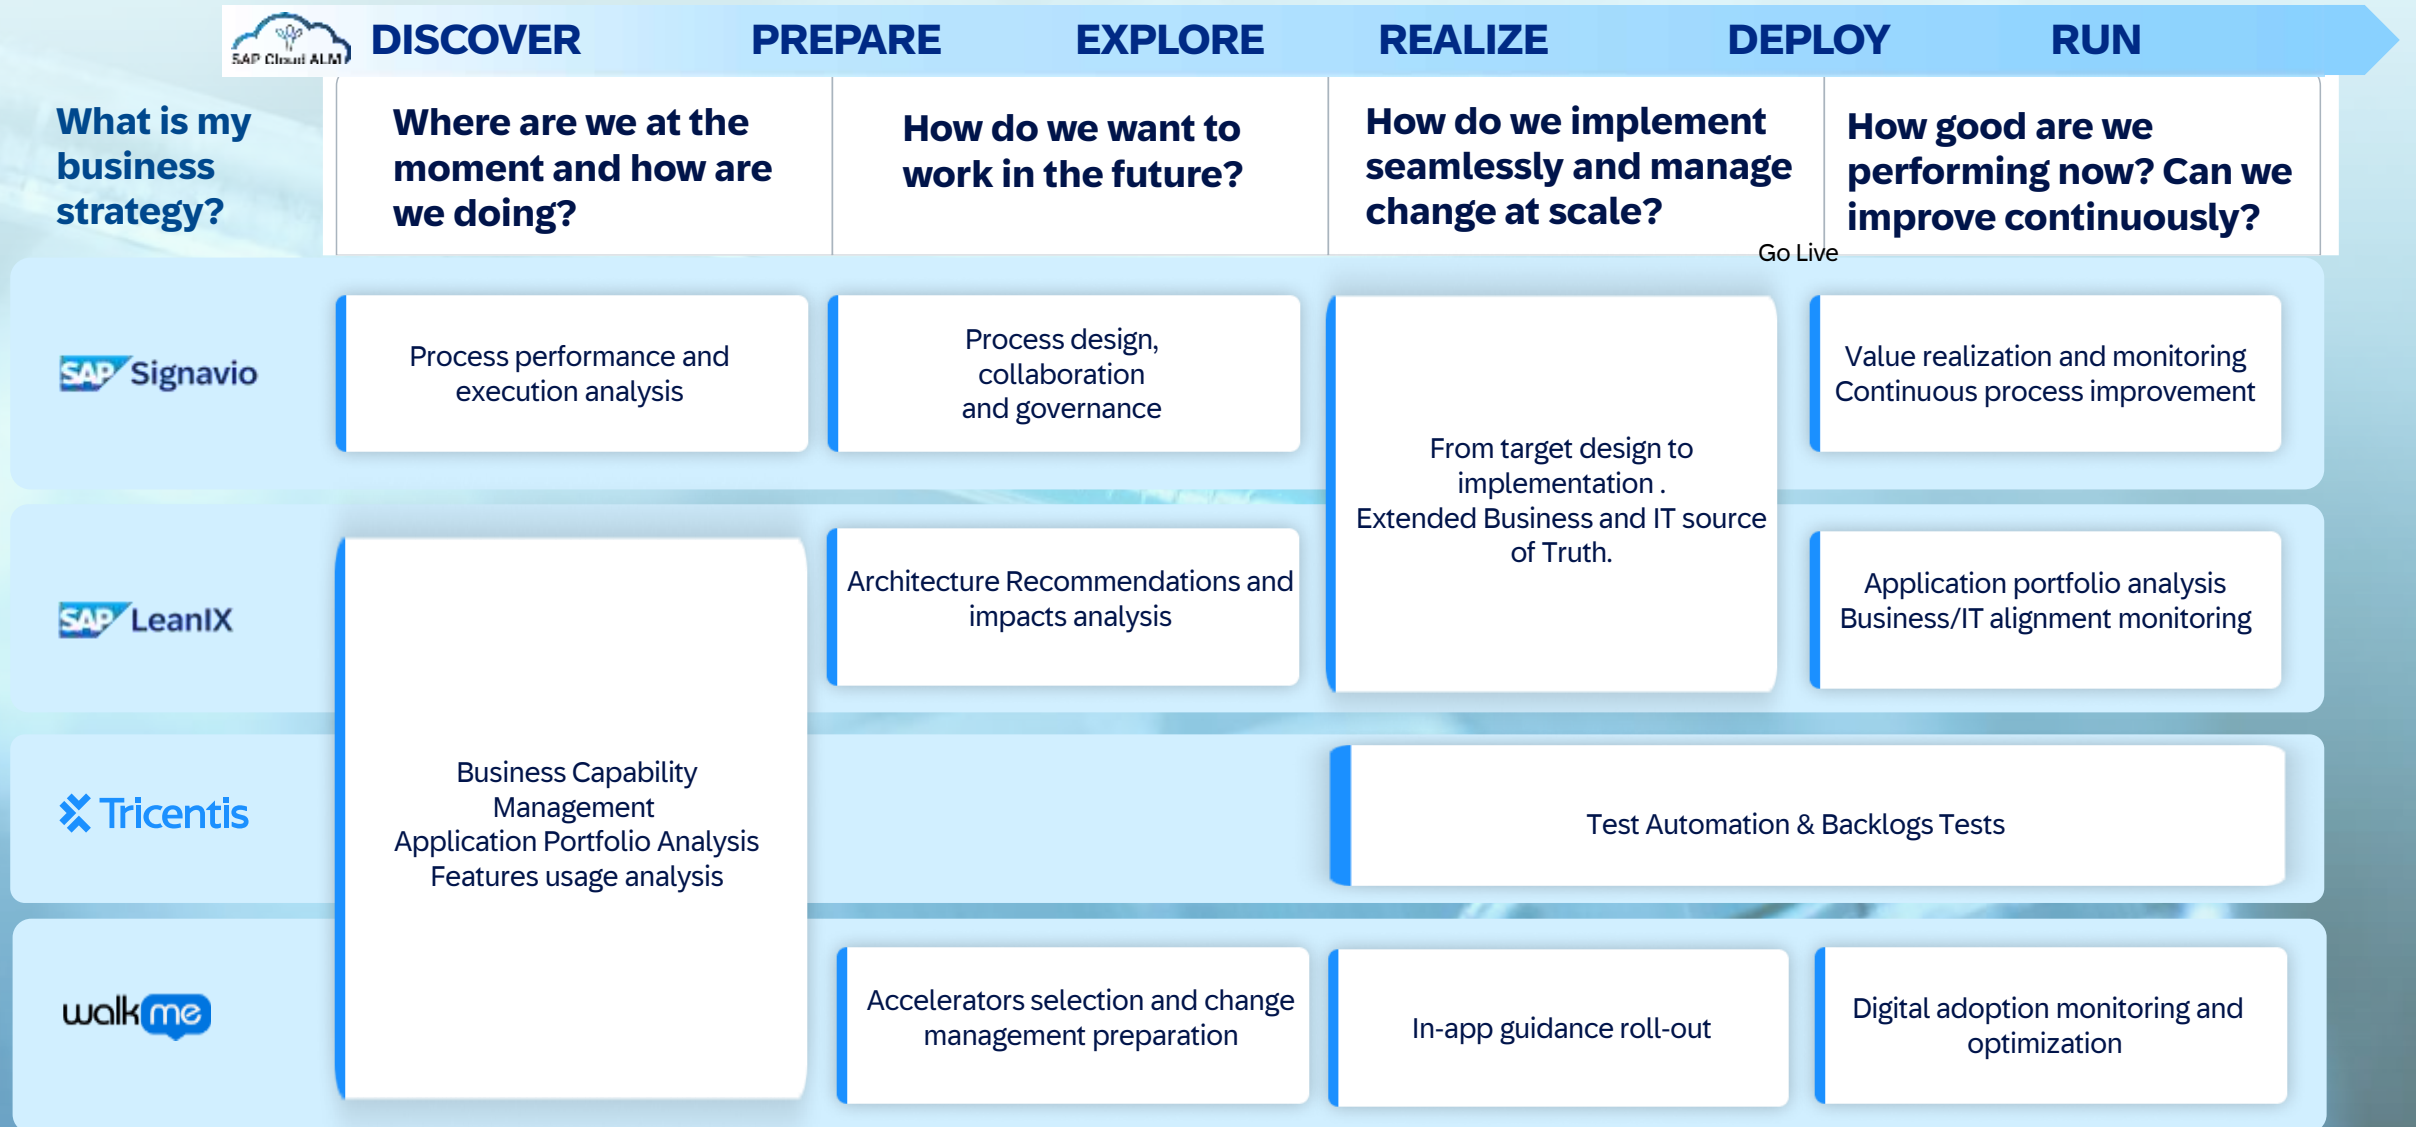 SAP Cloud ALM
DISCOVER PREPARE EXPLORE REALIZE DEPLOY RUN
What is my
business
strategy?
Where are we at the
moment and how are
we doing?
How do we want to
work in the future?
How do we implement
seamlessly and manage
change at scale?
How good are we
performing now? Can we
improve continuously?
Go Live
SAP Signavio
Process performance and
execution analysis
Process design,
collaboration
and governance
From target design to
implementation .
Extended Business and IT source
of Truth.
Value realization and monitoring
Continuous process improvement
SAP LeanIX
Business Capability
Management
Application Portfolio Analysis
Features usage analysis
Architecture Recommendations and
impacts analysis
Application portfolio analysis
Business/IT alignment monitoring
Tricentis
Test Automation & Backlogs Tests
walkme
Accelerators selection and change
management preparation
In-app guidance roll-out
Digital adoption monitoring and
optimization